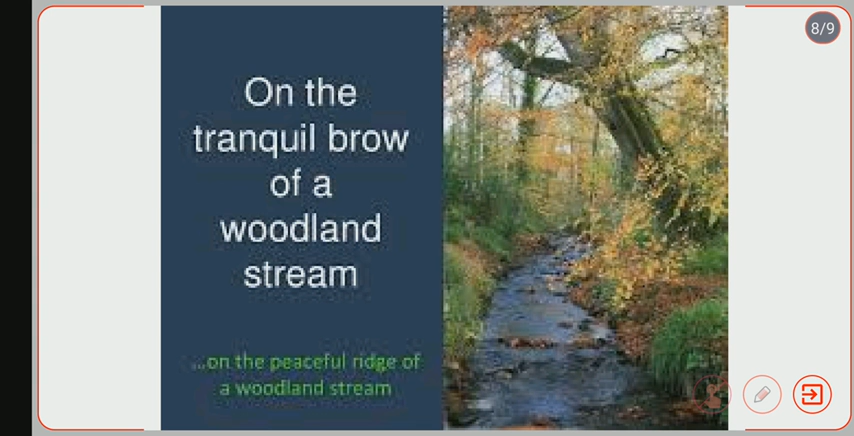 8/9
On the
tranquil brow
of a
woodland
stream
...on the peaceful ridge of
a woodland stream